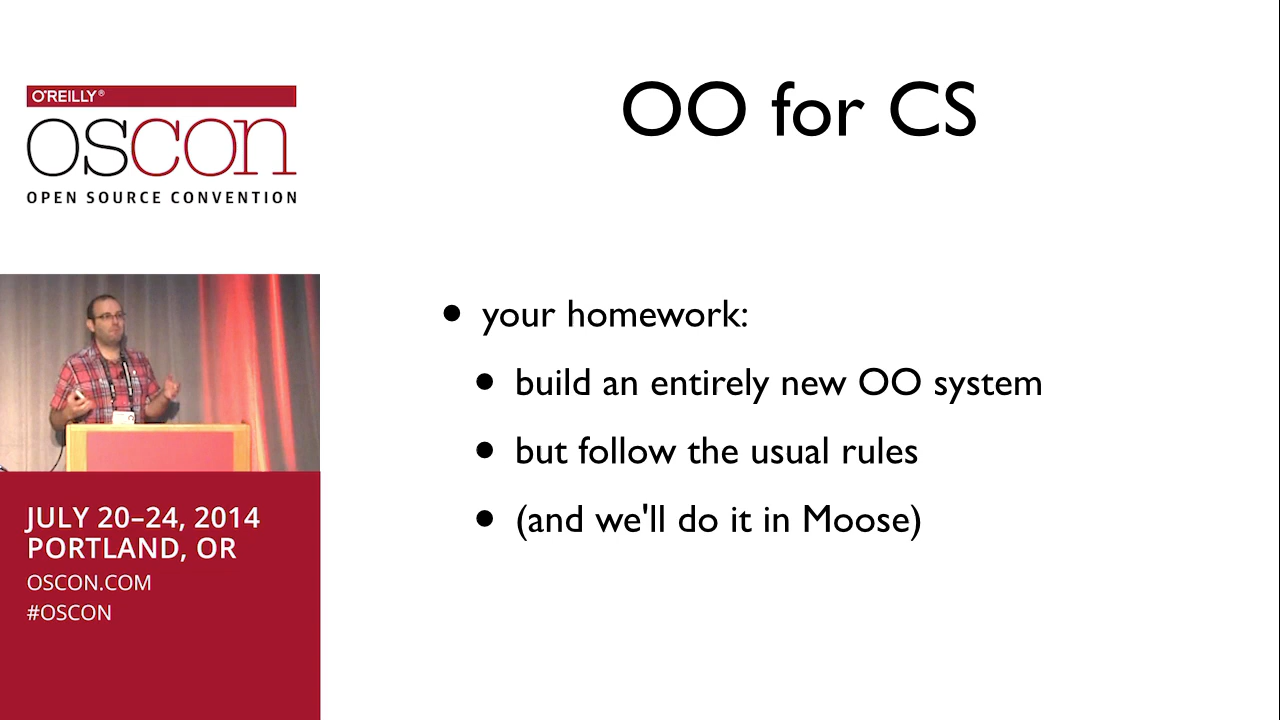 O'REILLY®
OSCON
OPEN SOURCE CONVENTION
JULY 20–24, 2014
PORTLAND, OR
OSCON.COM
#OSCON
OO for CS
• your homework:
• build an entirely new OO system
• but follow the usual rules
• (and we'll do it in Moose)